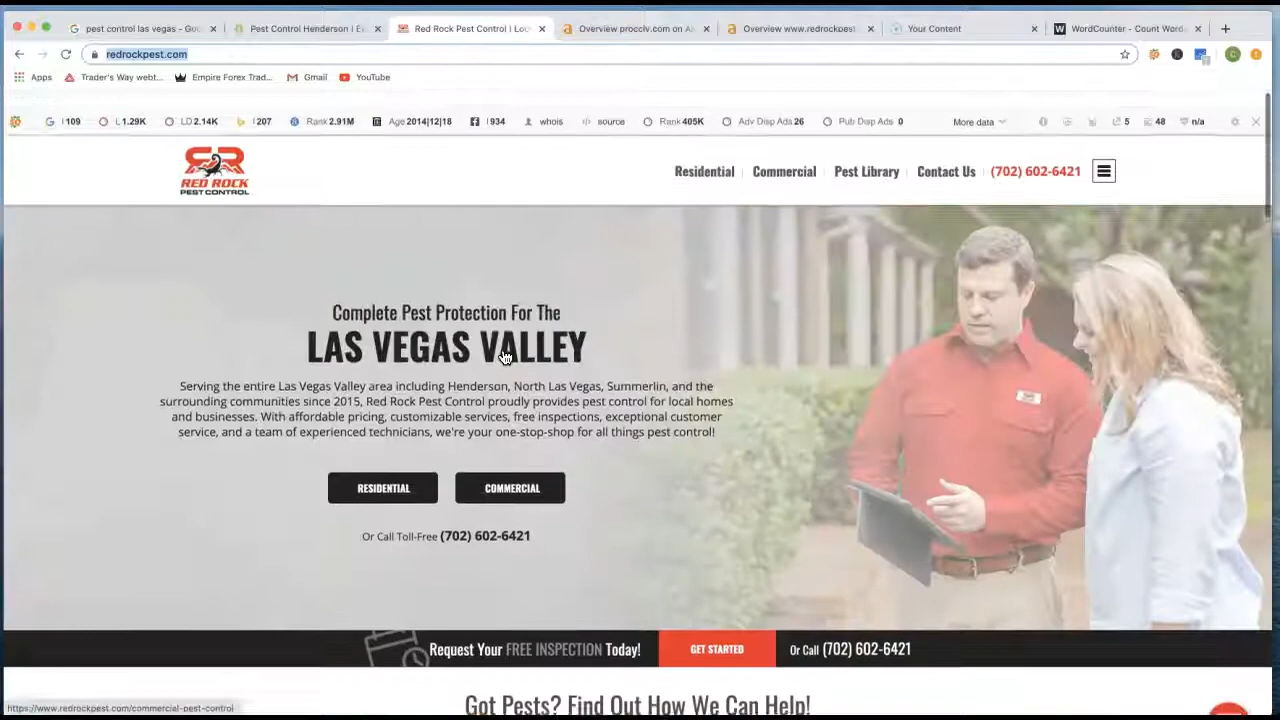 pest control las vegas - Goo
Pest Control Henderson | E
Red Rock Pest Control | Loc
Overview procclv.com on A
Overview www.redrockpest
Your Content
WordCounter - Count Word
redrockpest.com
Apps
Trader's Way webt...
Empire Forex Trad...
Gmail
YouTube
I 109
L 1.29K
LD 2.14K
I 207
Rank 2.91M
Age 2014|12|18
I 934
whois
source
Rank 405K
Adv Disp Ads 26
Pub Disp Ads 0
More data
5
48
n/a
RED ROCK
PEST CONTROL
Residential
Commercial
Pest Library
Contact Us
(702) 602-6421
Complete Pest Protection For The
LAS VEGAS VALLEY
Serving the entire Las Vegas Valley area including Henderson, North Las Vegas, Summerlin, and the
surrounding communities since 2015, Red Rock Pest Control proudly provides pest control for local homes
and businesses. With affordable pricing, customizable services, free inspections, exceptional customer
service, and a team of experienced technicians, we're your one-stop-shop for all things pest control!
RESIDENTIAL
COMMERCIAL
Or Call Toll-Free (702) 602-6421
Request Your FREE INSPECTION Today!
GET STARTED
Or Call (702) 602-6421
Got Pests? Find Out How We Can Help!
https://www.redrockpest.com/commercial-pest-control